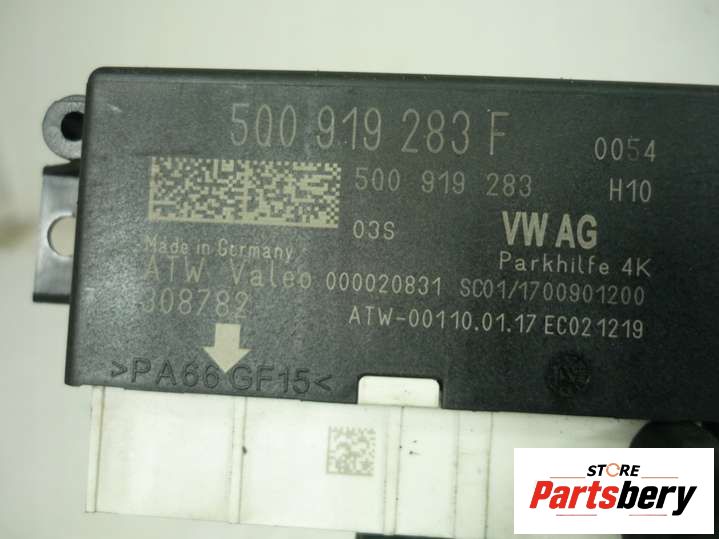 5Q0 919 283 F
0054
5Q0 919 283
H10
03S
VW AG
Made in Germany
Parkhilfe 4K
ATW Valeo
000020831 SC01/1700901200
308782
ATW-00110.01.17 EC021219
>PA66 GF15<
STORE
Partsbery